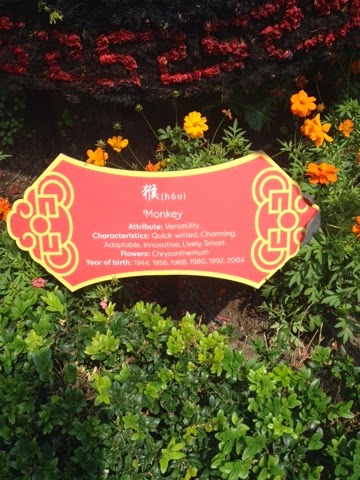 猴(hóu)
Monkey
Attribute: Versatility
Characteristics: Quick-witted, Charming,
Adaptable, Innovative, Lively, Smart
Flowers: Chrysanthemum
Year of birth: 1944, 1956, 1968, 1980, 1992, 2004